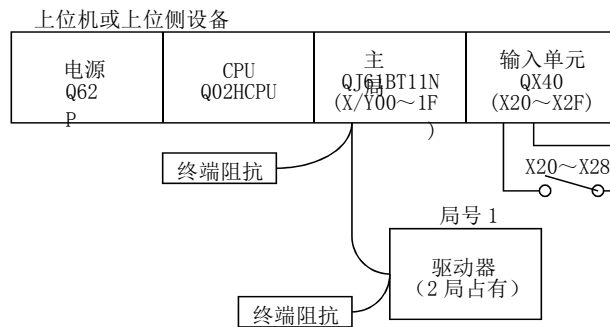 上位机或上位侧设备
电源
Q62
P
CPU
Q02HCPU
主
局
QJ61BT11N
(X/Y00～1F
)
输入单元
QX40
(X20～X2F)
终端阻抗
X20～X28
局号 1
驱动器
（2 局占有）
终端阻抗